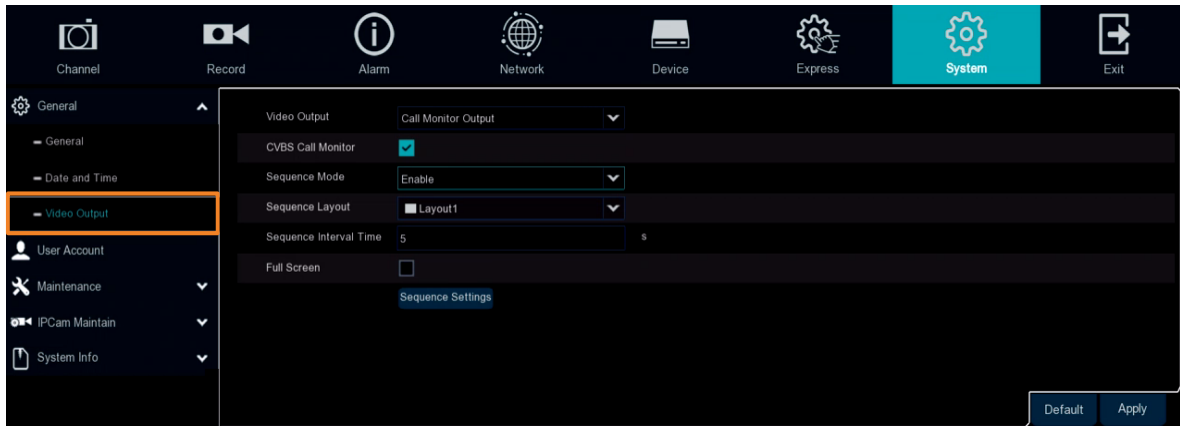 Channel
Record
Alarm
Network
Device
Express
System
Exit
General
General
Date and Time
Video Output
User Account
Maintenance
IPCam Maintain
System Info
Video Output Call Monitor Output
CVBS Call Monitor
Sequence Mode Enable
Sequence Layout Layout1
Sequence Interval Time 5 s
Full Screen
Sequence Settings
Default Apply